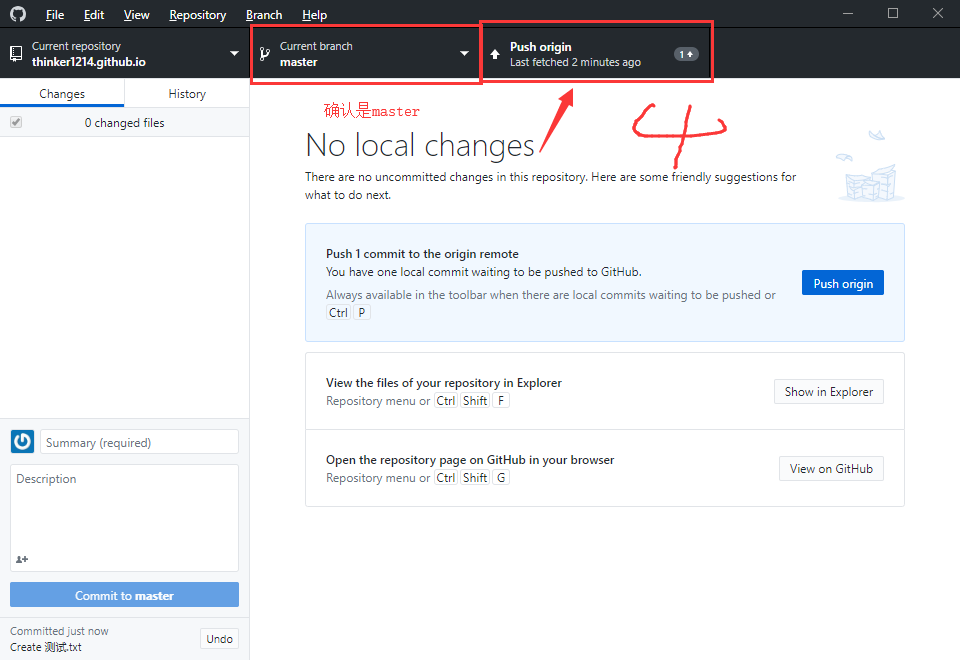 File Edit View Repository Branch Help
Current repository
thinker1214.github.io
Current branch
master
Push origin
Last fetched 2 minutes ago
1
Changes History
0 changed files
确认是master
4
No local changes
There are no uncommitted changes in this repository. Here are some friendly suggestions for
what to do next.
Push 1 commit to the origin remote
You have one local commit waiting to be pushed to GitHub.
Always available in the toolbar when there are local commits waiting to be pushed or
Ctrl P
Push origin
View the files of your repository in Explorer
Repository menu or Ctrl Shift F
Show in Explorer
Open the repository page on GitHub in your browser
Repository menu or Ctrl Shift G
View on GitHub
Summary (required)
Description
Commit to master
Committed just now
Create 测试.txt
Undo